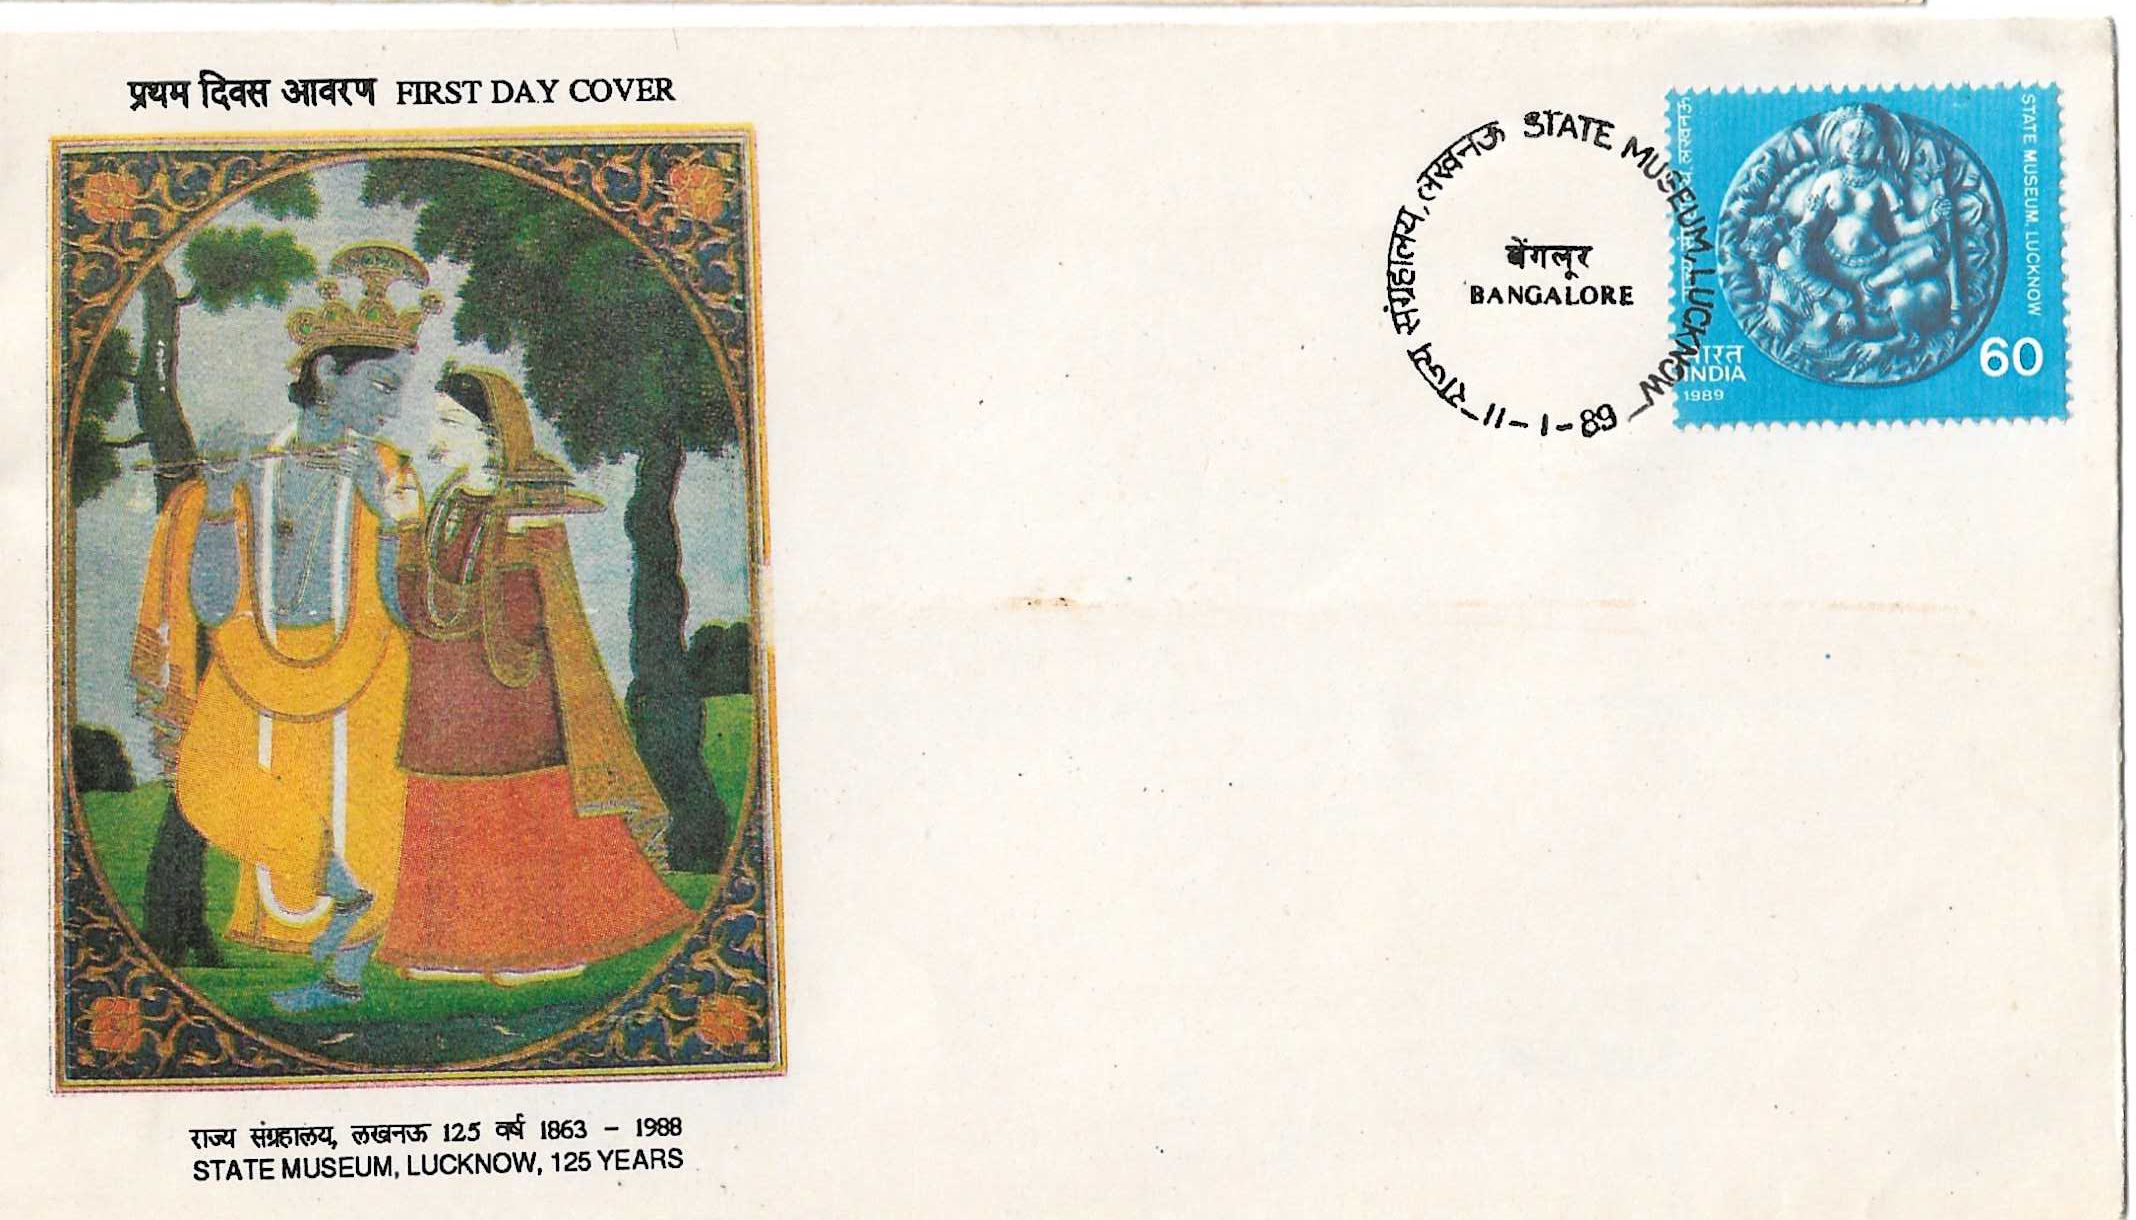 प्रथम दिवस आवरण FIRST DAY COVER
राज्य संग्रहालय, लखनऊ STATE MUSEUM, LUCKNOW
बेंगलूर
BANGALORE
11-1-89
लखनऊ
STATE MUSEUM, LUCKNOW
60
भारत
INDIA
1989
राज्य संग्रहालय, लखनऊ 125 वर्ष 1863 - 1988
STATE MUSEUM, LUCKNOW, 125 YEARS